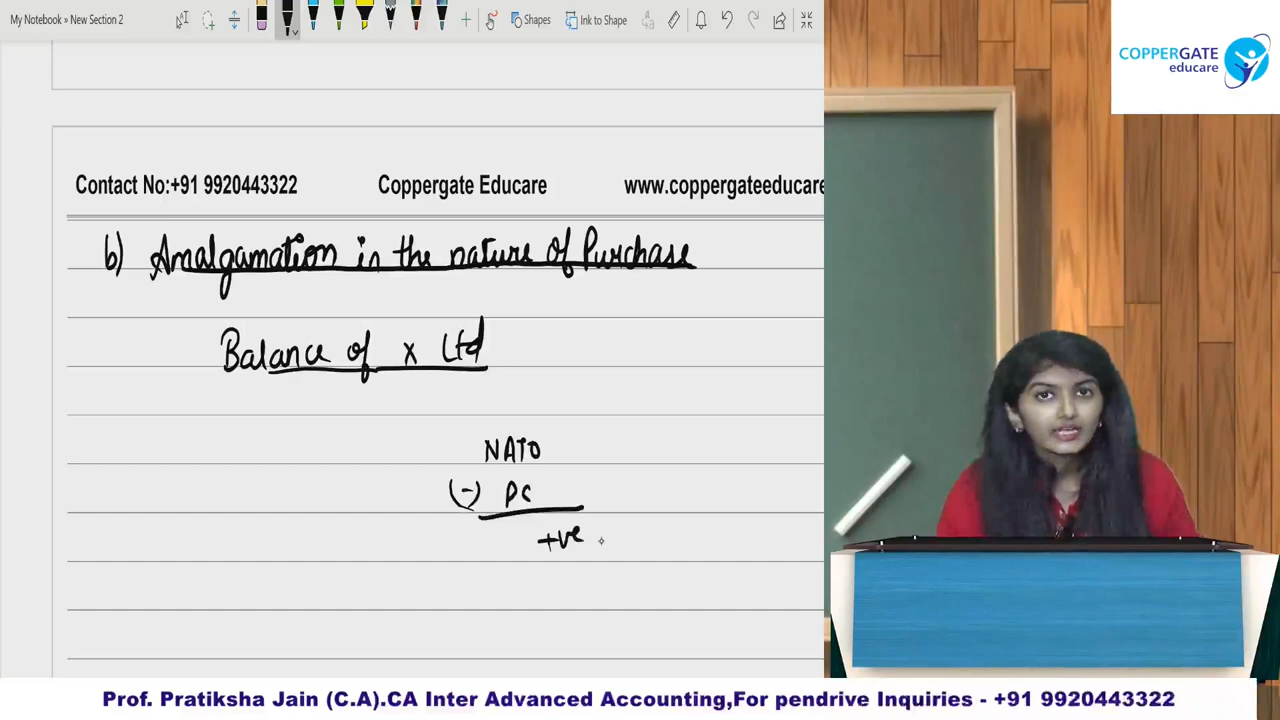 My Notebook » New Section 2
Shapes
Ink to Shape
COPPERGATE
educare
Contact No:+91 9920443322 Coppergate Educare www.coppergateeducare
b) Amalgamation in the nature of Purchase
Balance of x Ltd
NATO
(-) PC
+ve
Prof. Pratiksha Jain (C.A).CA Inter Advanced Accounting,For pendrive Inquiries - +91 9920443322